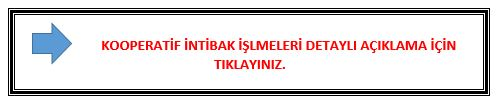 KOOPERATİF İNTİBAK İŞLMELERİ DETAYLI AÇIKLAMA İÇİN
TIKLAYINIZ.